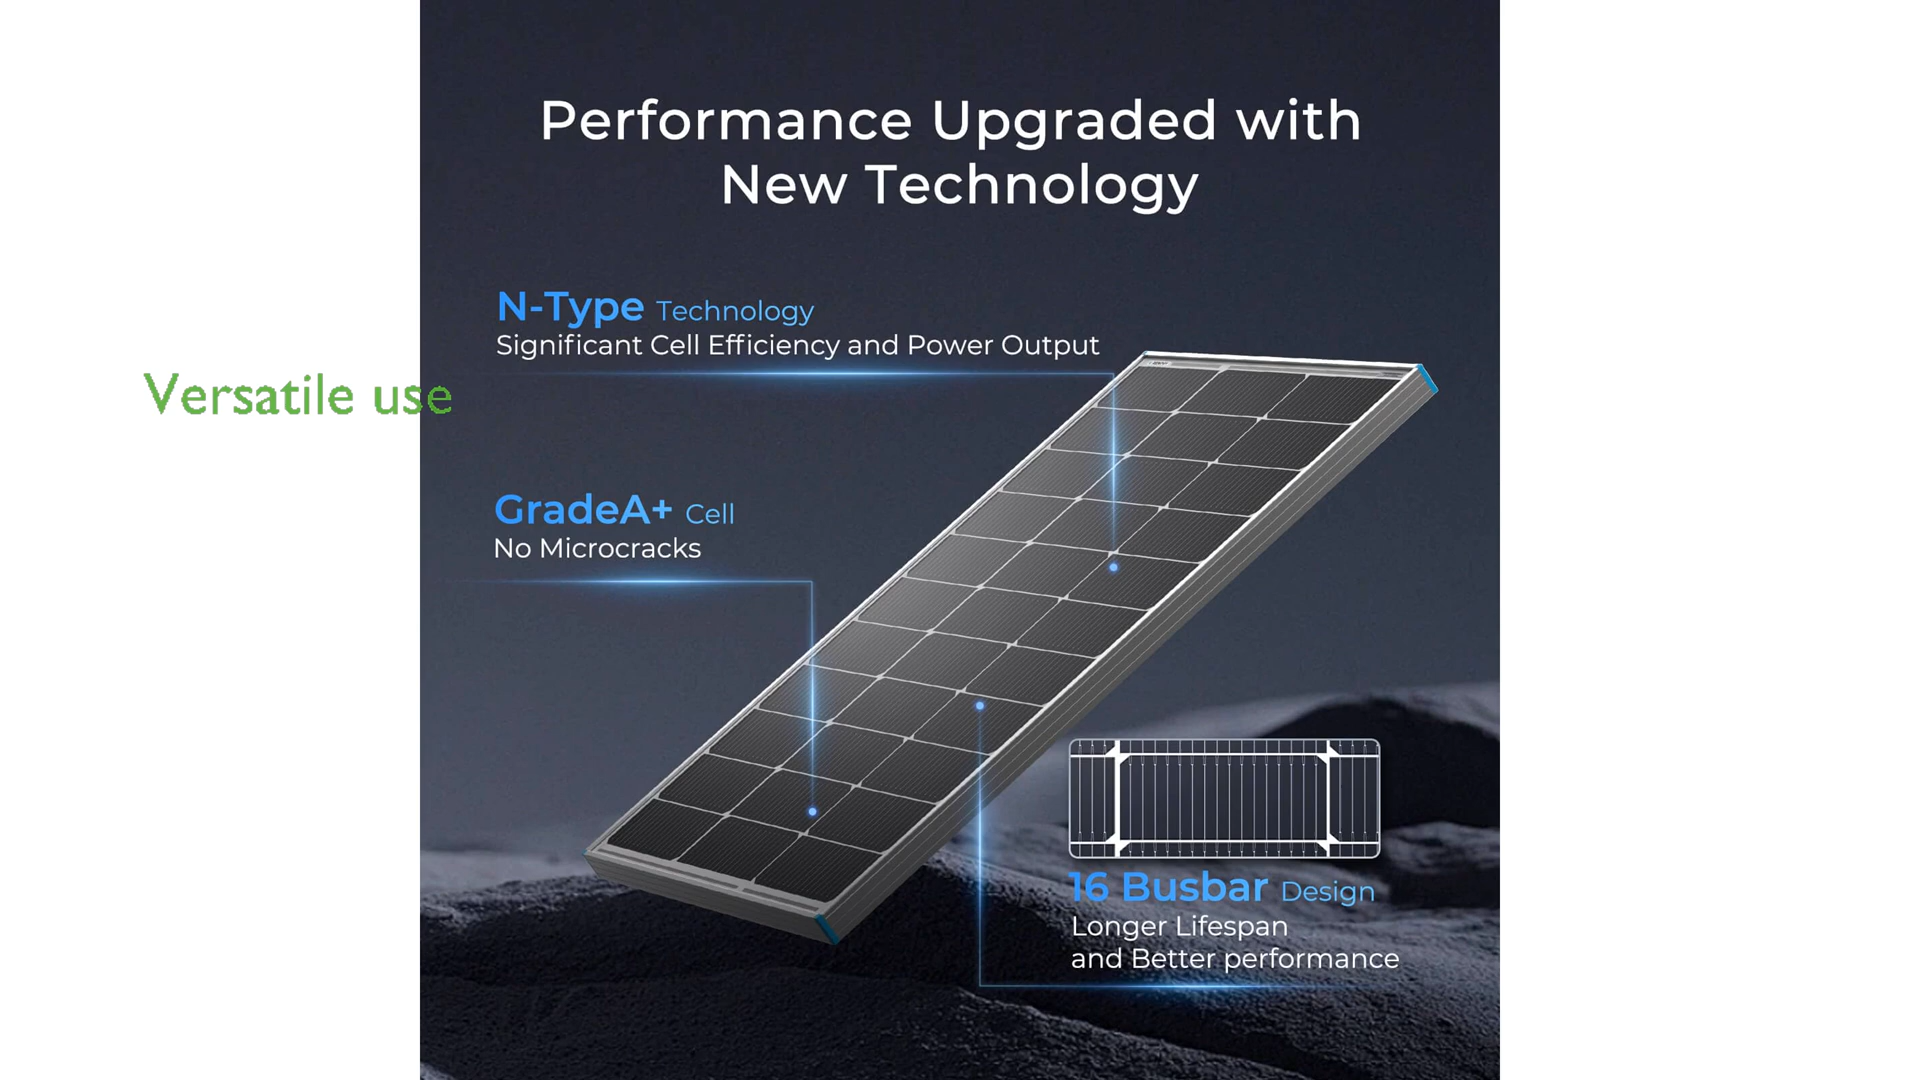 Performance Upgraded with
New Technology
N-Type Technology
Significant Cell Efficiency and Power Output
Versatile use
GradeA+ Cell
No Microcracks
16 Busbar Design
Longer Lifespan
and Better performance